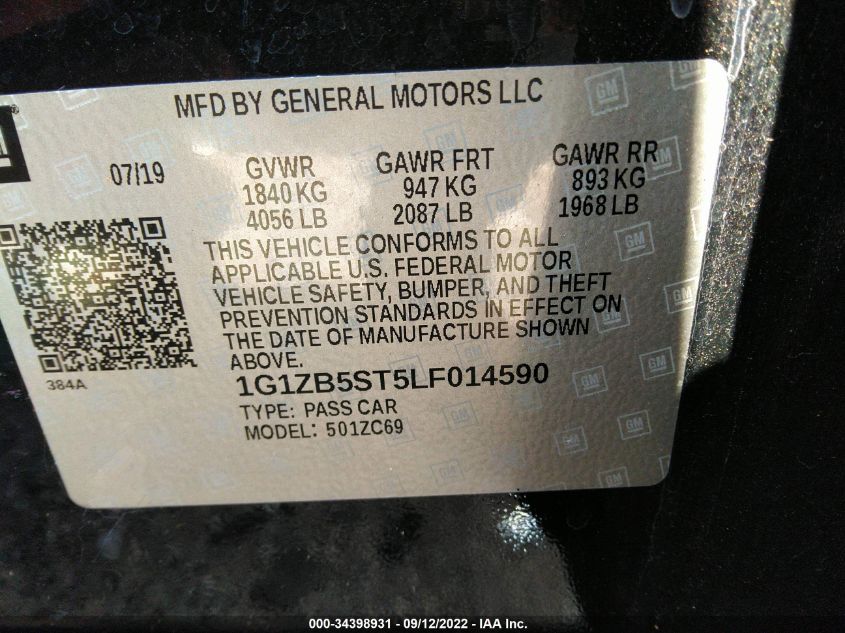 MFD BY GENERAL MOTORS LLC
07/19
GVWR
1840 KG
4056 LB
GAWR FRT
947 KG
2087 LB
GAWR RR
893 KG
1968 LB
THIS VEHICLE CONFORMS TO ALL
APPLICABLE U.S. FEDERAL MOTOR
VEHICLE SAFETY, BUMPER, AND THEFT
PREVENTION STANDARDS IN EFFECT ON
THE DATE OF MANUFACTURE SHOWN
ABOVE.
384A
1G1ZB5ST5LF014590
TYPE: PASS CAR
MODEL: 501ZC69
GM
000-34398931 - 09/12/2022 - IAA Inc.